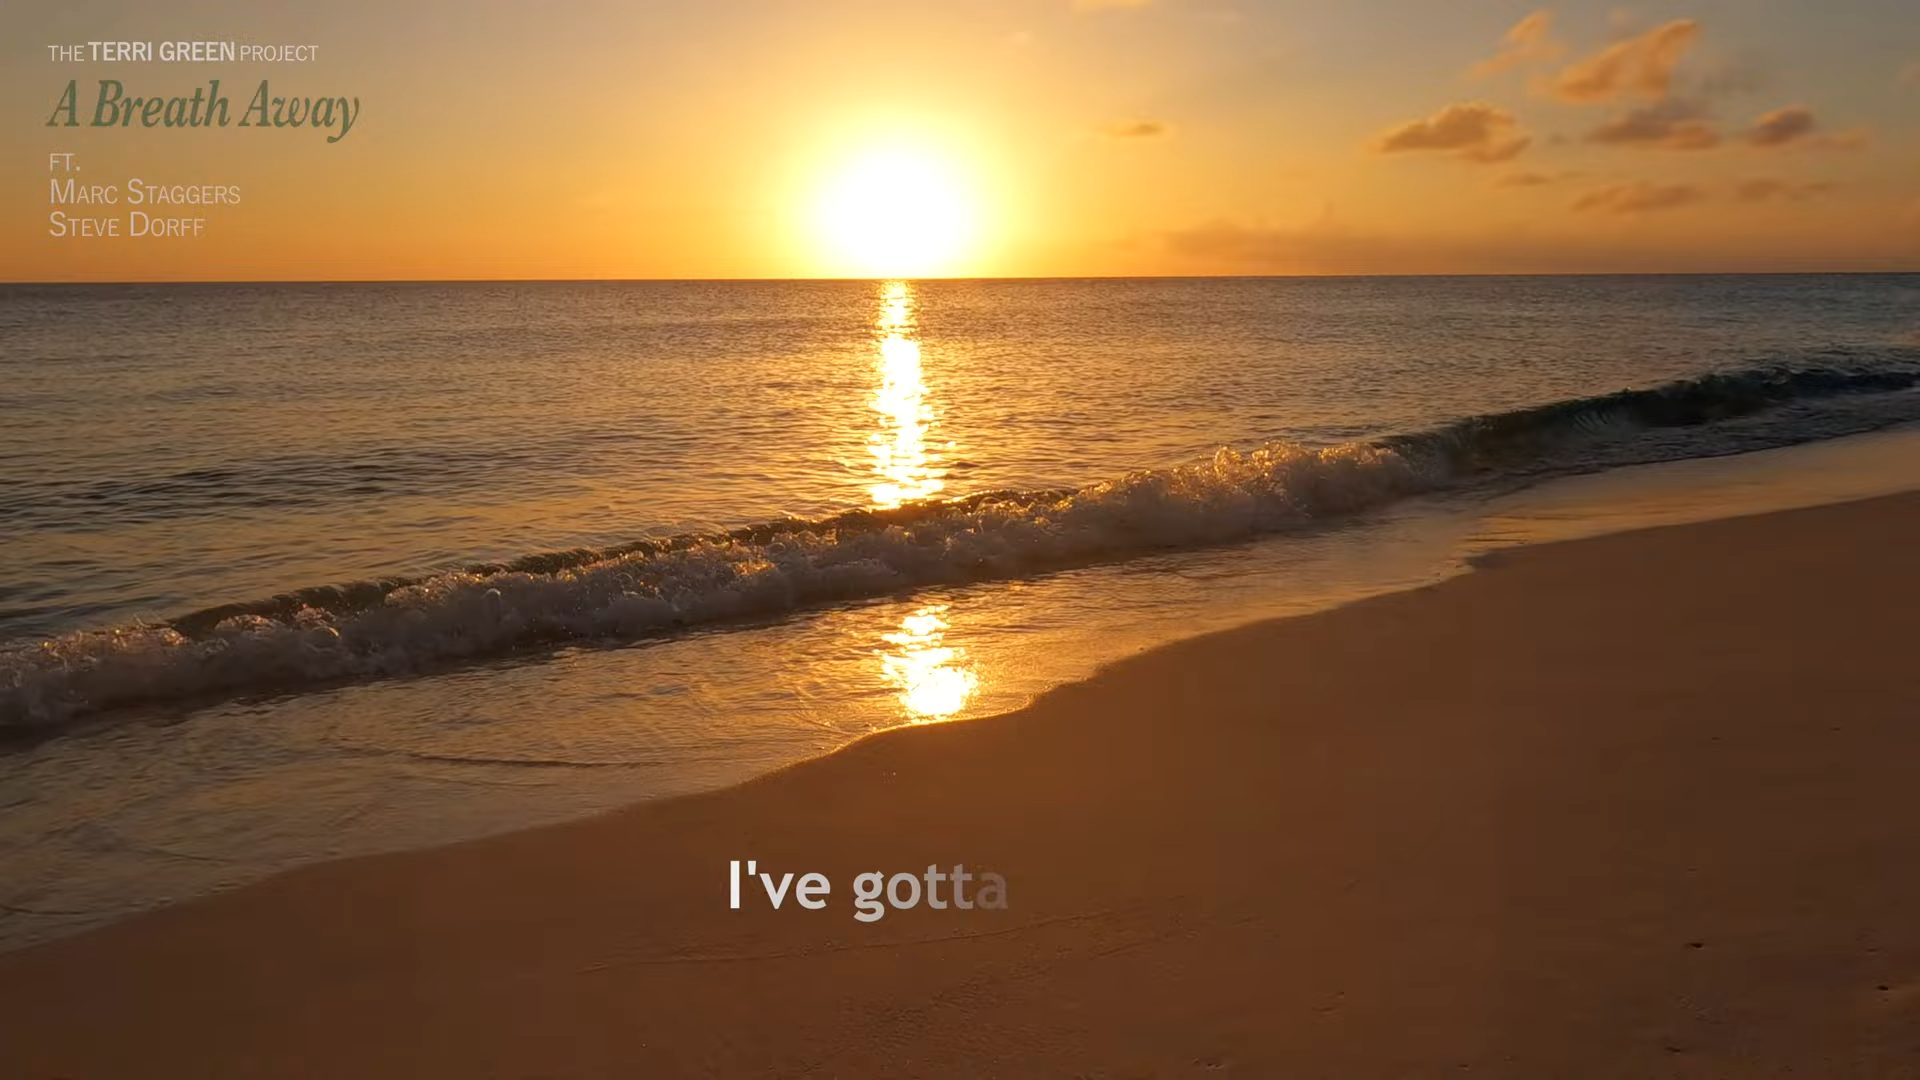 THE TERRI GREEN PROJECT
A Breath Away
FT.
MARC STAGGERS
STEVE DORFF
I've gotta